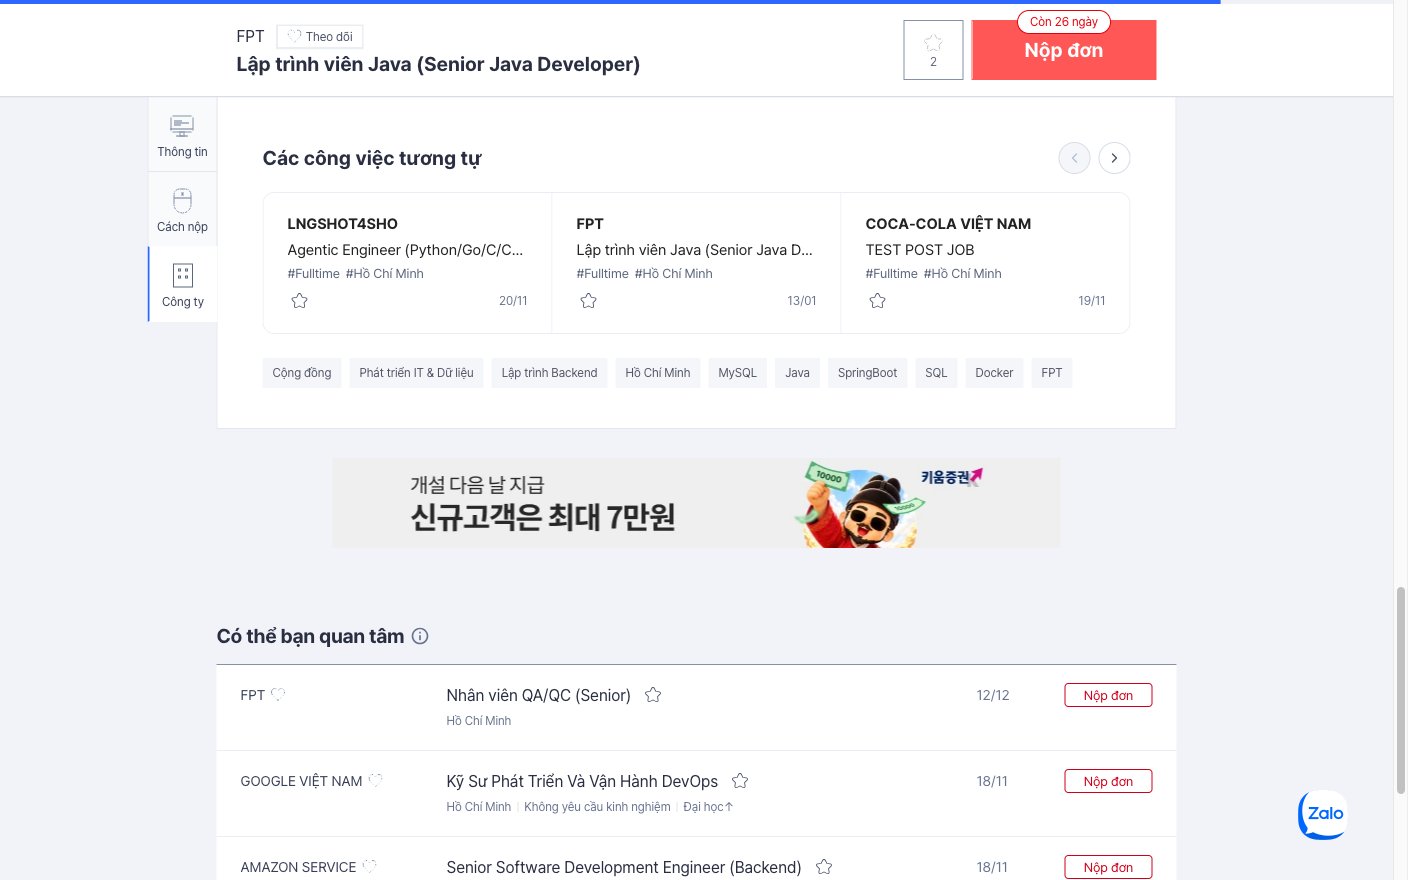 FPT
Theo dõi
Lập trình viên Java (Senior Java Developer)
2
Còn 26 ngày
Nộp đơn
Thông tin
Cách nộp
Công ty
Các công việc tương tự
LNGSHOT4SHO
Agentic Engineer (Python/Go/C/C...
#Fulltime #Hồ Chí Minh
20/11
FPT
Lập trình viên Java (Senior Java D...
#Fulltime #Hồ Chí Minh
13/01
COCA-COLA VIỆT NAM
TEST POST JOB
#Fulltime #Hồ Chí Minh
19/11
Cộng đồng
Phát triển IT & Dữ liệu
Lập trình Backend
Hồ Chí Minh
MySQL
Java
SpringBoot
SQL
Docker
FPT
개설 다음 날 지급
신규고객은 최대 7만원
10000
10000
키움증권
Có thể bạn quan tâm
FPT
Nhân viên QA/QC (Senior)
12/12
Nộp đơn
Hồ Chí Minh
GOOGLE VIỆT NAM
Kỹ Sư Phát Triển Và Vận Hành DevOps
18/11
Nộp đơn
Hồ Chí Minh | Không yêu cầu kinh nghiệm | Đại học↑
Zalo
AMAZON SERVICE
Senior Software Development Engineer (Backend)
18/11
Nộp đơn